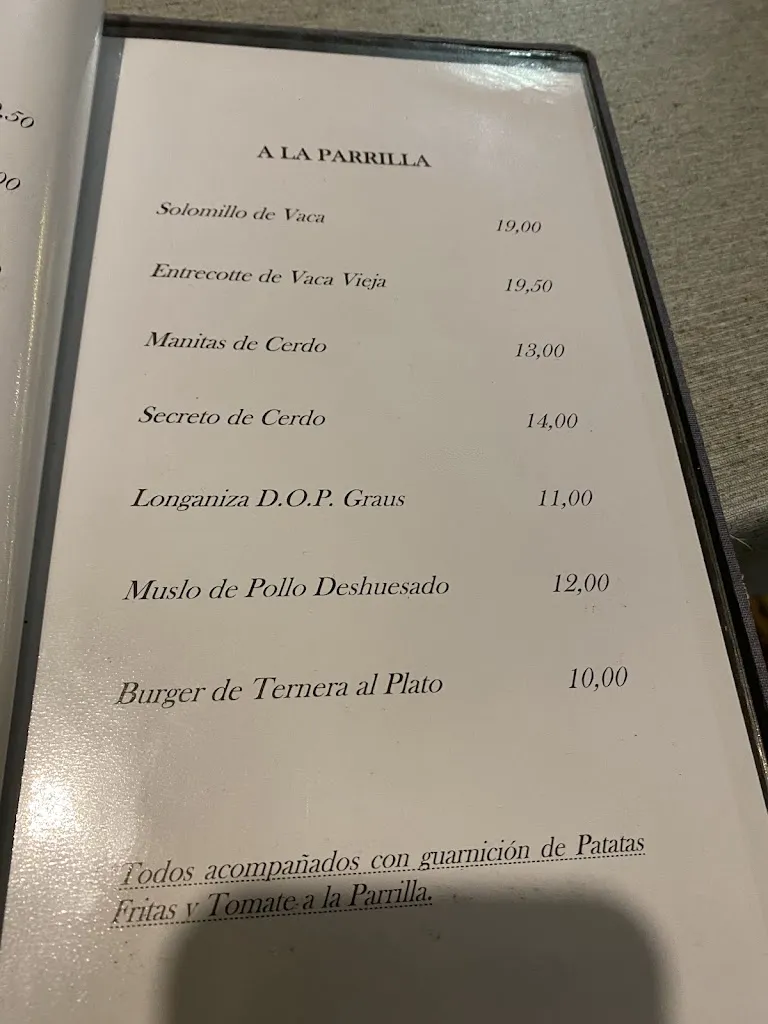 A LA PARRILLA
Solomillo de Vaca 19,00
Entrecotte de Vaca Vieja 19,50
Manitas de Cerdo 13,00
Secreto de Cerdo 14,00
Longaniza D.O.P. Graus 11,00
Muslo de Pollo Deshuesado 12,00
Burger de Ternera al Plato 10,00
Todos acompañados con guarnición de Patatas
Fritas y Tomate a la Parrilla.